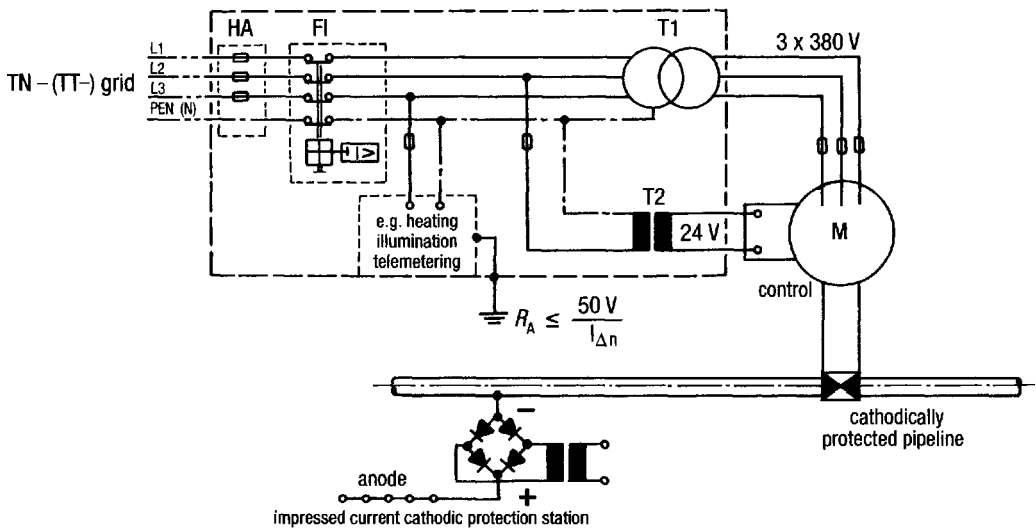 HA FI T1
L1
3 x 380 V
L2
TN – (TT-) grid
L3
PEN (N)
IV
T2
e.g. heating
illumination
telemetering
24 V
M
control
R_A ≤ 50 V / I_Δn
cathodically
protected pipeline
–
anode
+
impressed current cathodic protection station